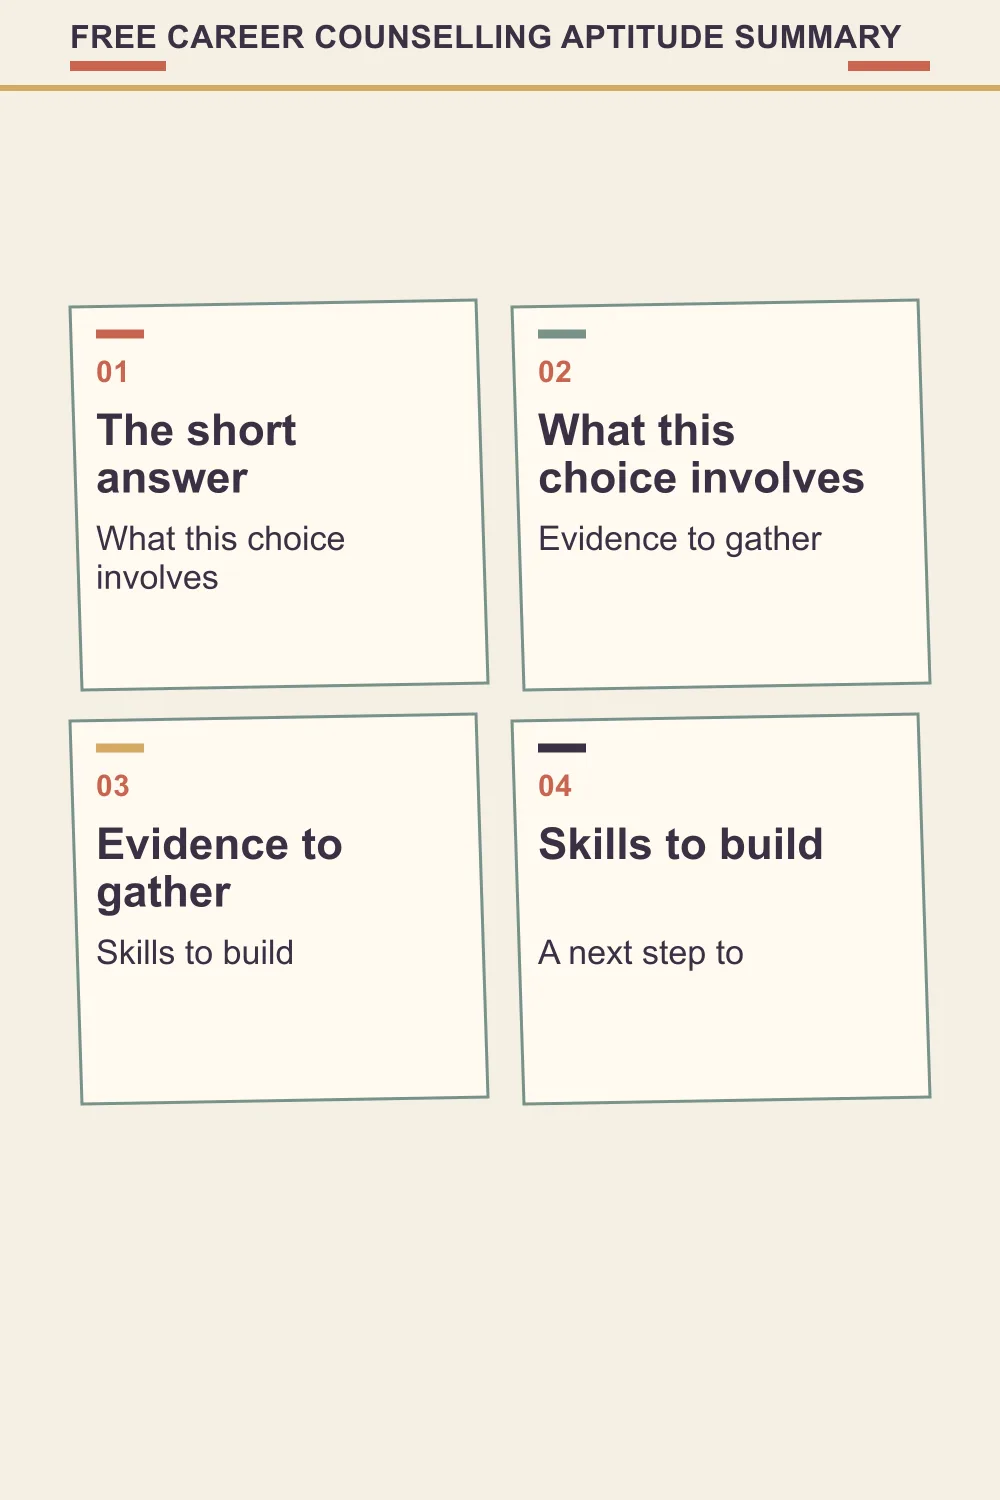 FREE CAREER COUNSELLING APTITUDE SUMMARY
01
The short
answer
What this choice
involves
02
What this
choice involves
Evidence to gather
03
Evidence to
gather
Skills to build
04
Skills to build
A next step to